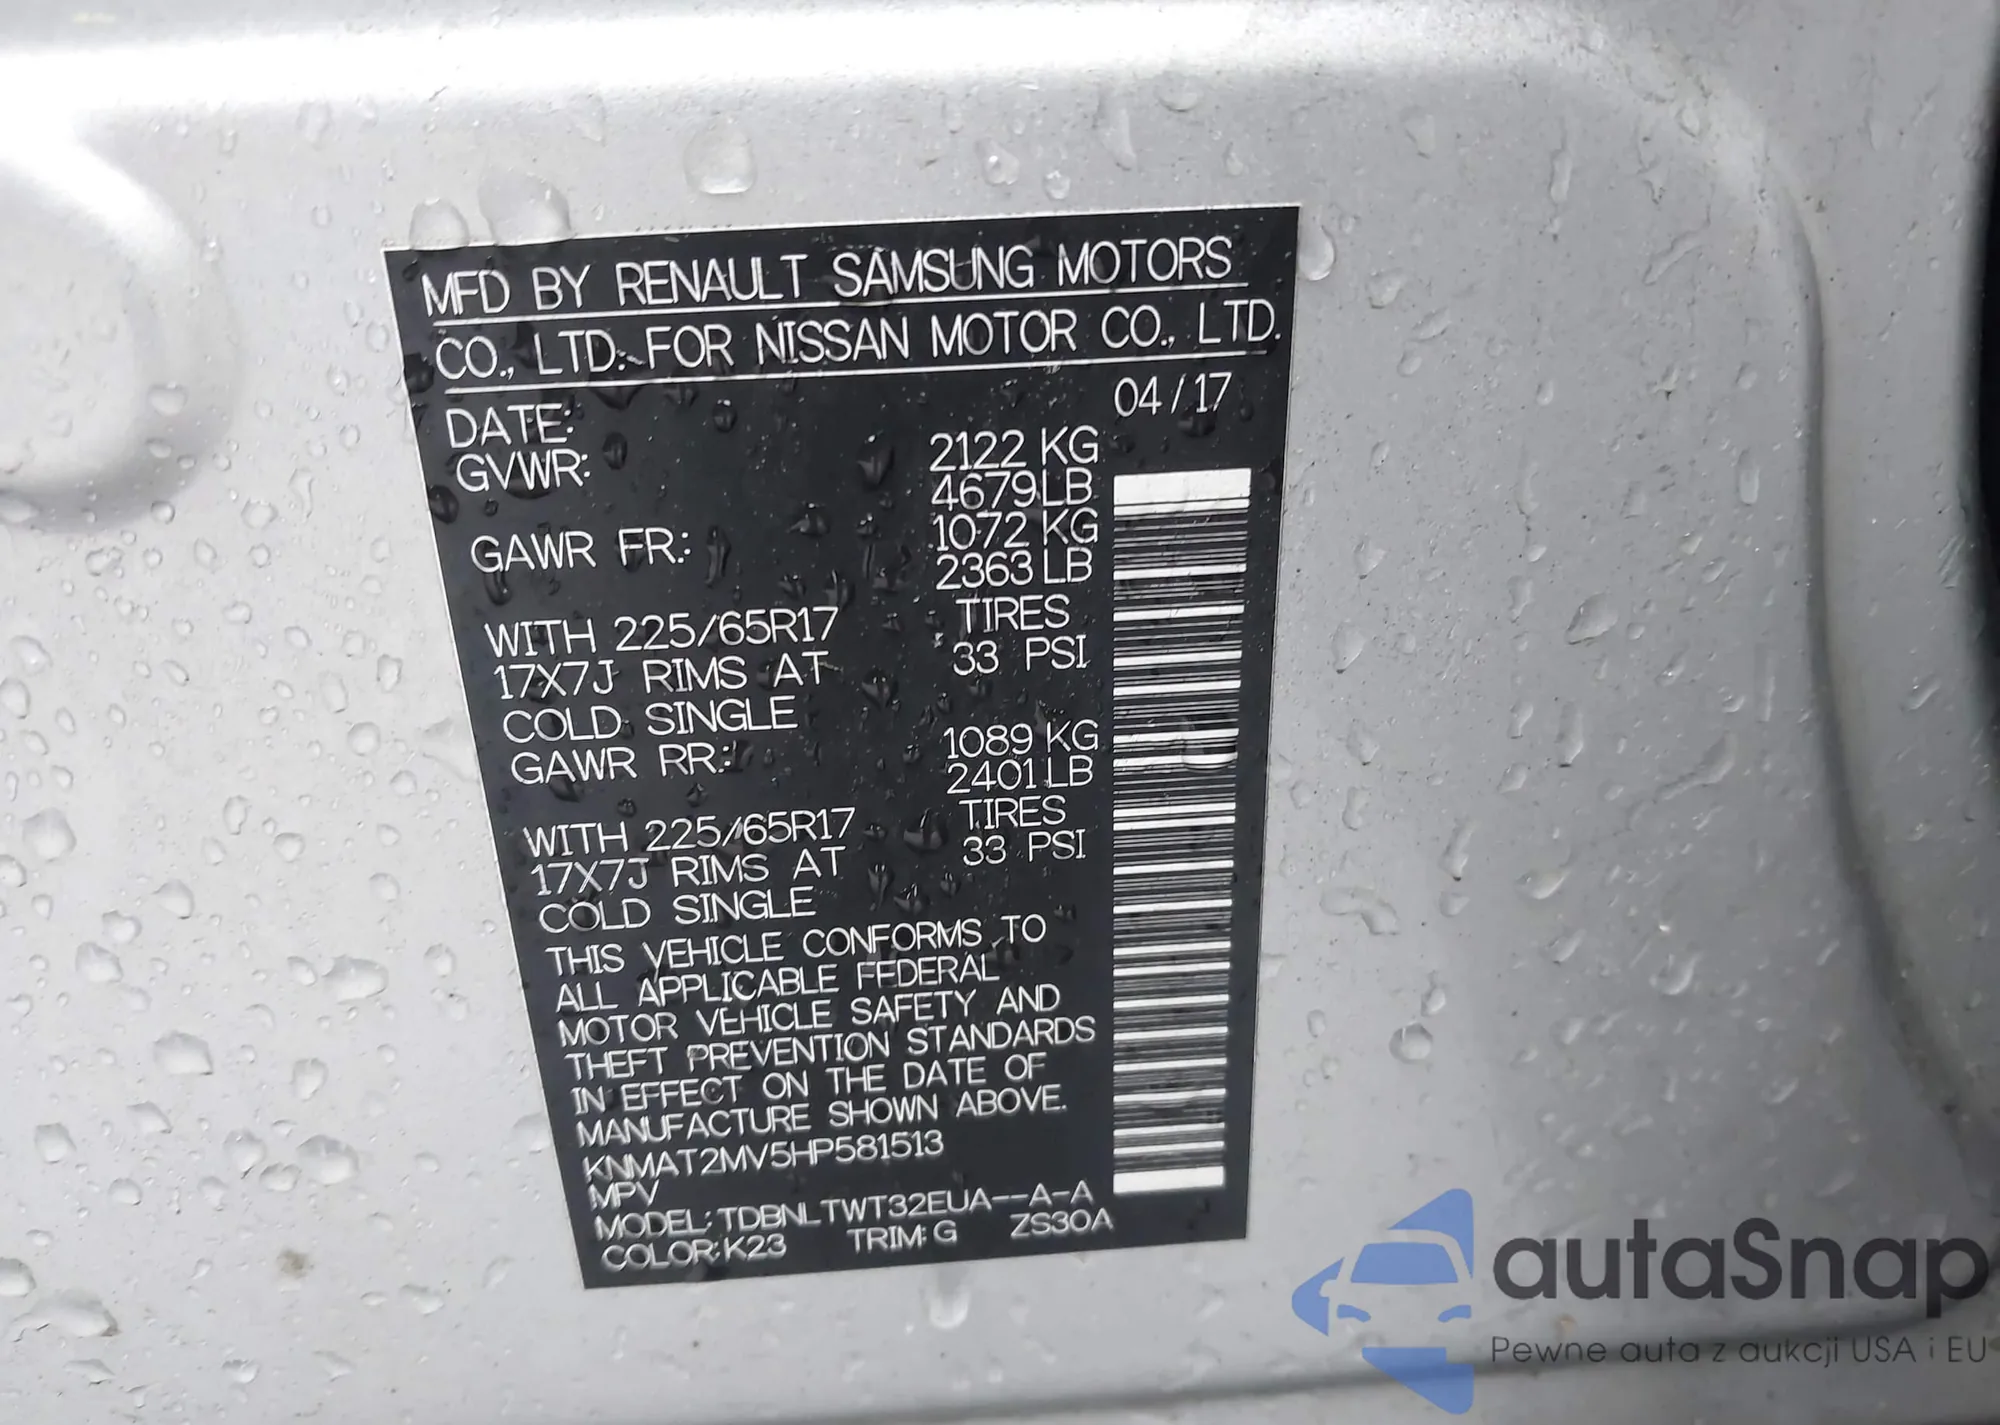 MFD BY RENAULT SAMSUNG MOTORS
CO., LTD. FOR NISSAN MOTOR CO., LTD.
DATE: 04/17
GVWR: 2122 KG
4679 LB
GAWR FR.: 1072 KG
2363 LB
WITH 225/65R17 TIRES
17X7J RIMS AT 33 PSI
COLD SINGLE
GAWR RR.: 1089 KG
2401 LB
WITH 225/65R17 TIRES
17X7J RIMS AT 33 PSI
COLD SINGLE
THIS VEHICLE CONFORMS TO
ALL APPLICABLE FEDERAL
MOTOR VEHICLE SAFETY AND
THEFT PREVENTION STANDARDS
IN EFFECT ON THE DATE OF
MANUFACTURE SHOWN ABOVE.
KNMAT2MV5HP581513
MPV
MODEL: TDBNLTWT32EUA--A-A
COLOR: K23 TRIM: G ZS30A
autaSnap
Pewne auta z aukcji USA i EU